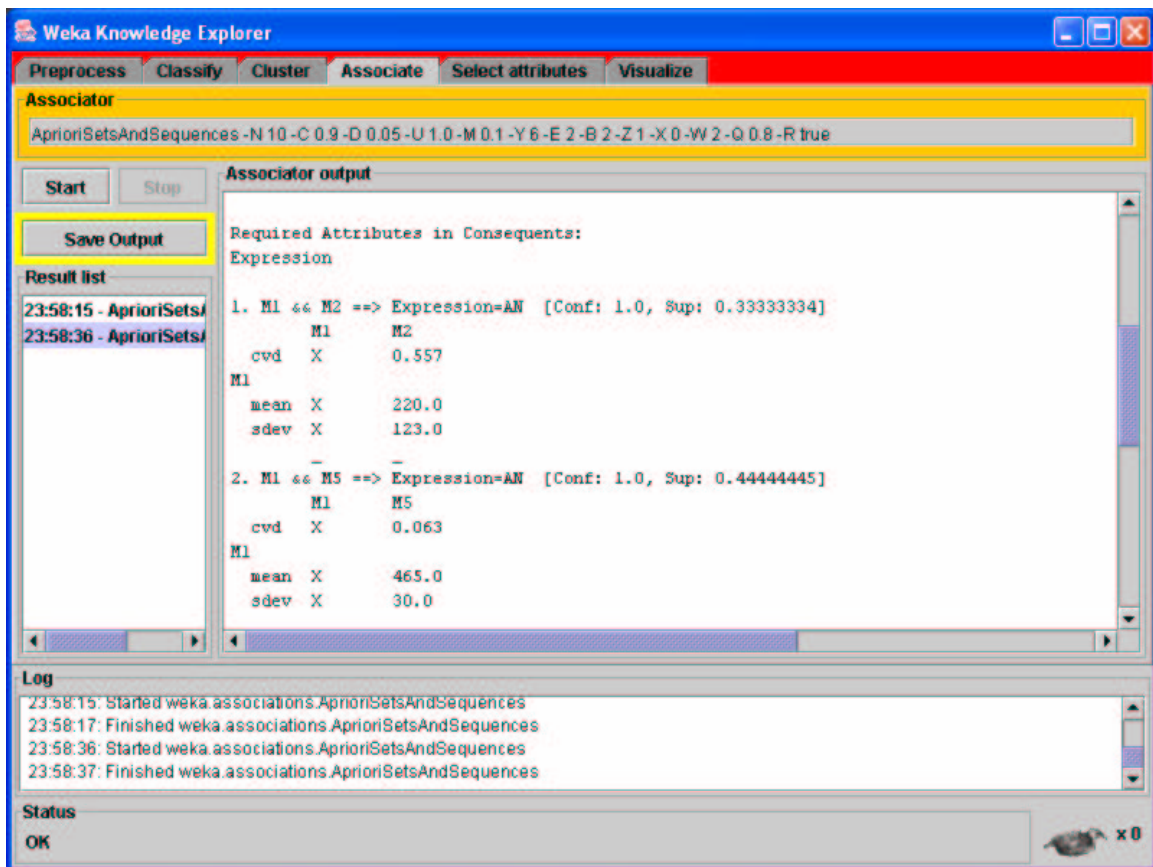 Weka Knowledge Explorer
Preprocess Classify Cluster Associate Select attributes Visualize
Associator
AprioriSetsAndSequences -N 10 -C 0.9 -D 0.05 -U 1.0 -M 0.1 -Y 6 -E 2 -B 2 -Z 1 -X 0 -W 2 -Q 0.8 -R true
Start Stop
Save Output
Result list
23:58:15 - AprioriSets
23:58:36 - AprioriSets
Associator output
Required Attributes in Consequents:
Expression
1. M1 && M2 ==> Expression=AN [Conf: 1.0, Sup: 0.33333334]
M1 M2
cvd X 0.557
M1
mean X 220.0
sdev X 123.0
_ _
2. M1 && M5 ==> Expression=AN [Conf: 1.0, Sup: 0.44444445]
M1 M5
cvd X 0.063
M1
mean X 465.0
sdev X 30.0
Log
23:58:15: Started weka.associations.AprioriSetsAndSequences
23:58:17: Finished weka.associations.AprioriSetsAndSequences
23:58:36: Started weka.associations.AprioriSetsAndSequences
23:58:37: Finished weka.associations.AprioriSetsAndSequences
Status
OK
x 0